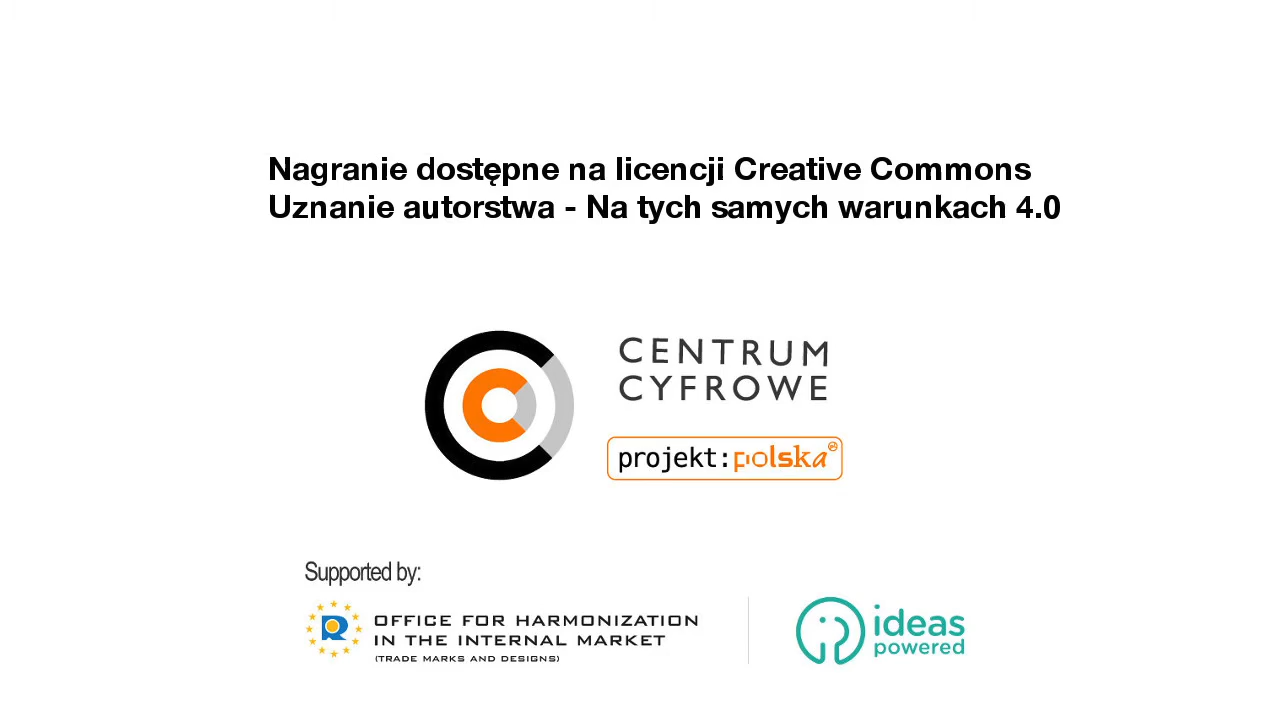 Nagranie dostępne na licencji Creative Commons
Uznanie autorstwa - Na tych samych warunkach 4.0
CENTRUM
CYFROWE
projekt:polska
Supported by:
OFFICE FOR HARMONIZATION
IN THE INTERNAL MARKET
(TRADE MARKS AND DESIGNS)
ideas
powered